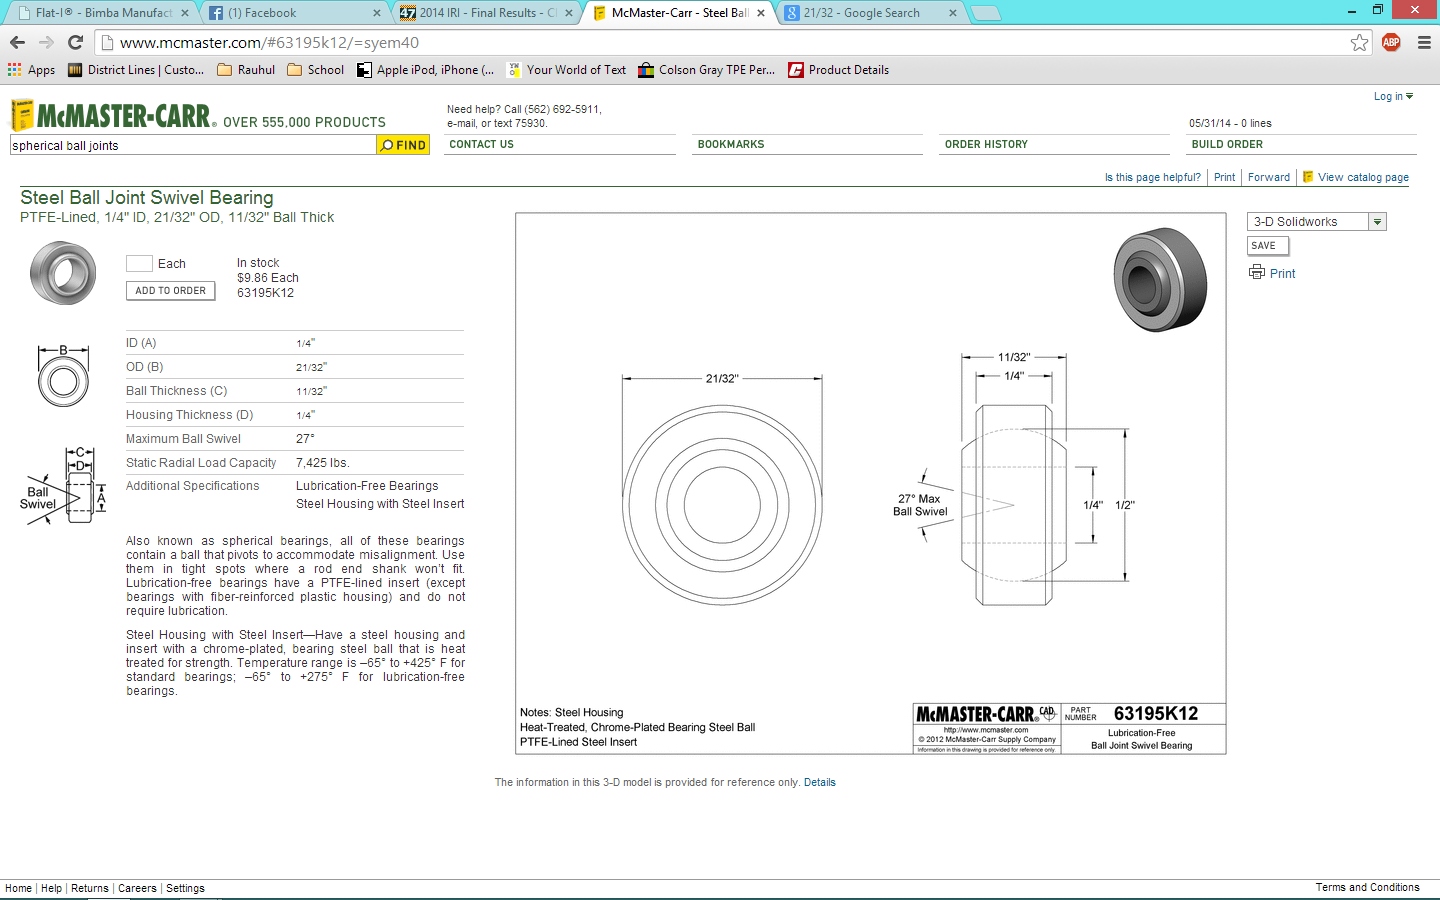 Flat-I® - Bimba Manufact
(1) Facebook
2014 IRI - Final Results - Cl
McMaster-Carr - Steel Ball
21/32 - Google Search
www.mcmaster.com/#63195k12/=syem40
ABP
Apps
District Lines | Custo...
Rauhul
School
Apple iPod, iPhone (...
Your World of Text
Colson Gray TPE Per...
Product Details
Log in
McMASTER-CARR® OVER 555,000 PRODUCTS
Need help? Call (562) 692-5911,
e-mail, or text 75930.
05/31/14 - 0 lines
spherical ball joints
FIND
CONTACT US
BOOKMARKS
ORDER HISTORY
BUILD ORDER
Is this page helpful?
Print
Forward
View catalog page
Steel Ball Joint Swivel Bearing
PTFE-Lined, 1/4" ID, 21/32" OD, 11/32" Ball Thick
Each
ADD TO ORDER
In stock
$9.86 Each
63195K12
B
C
D
Ball
Swivel
A
ID (A) 1/4"
OD (B) 21/32"
Ball Thickness (C) 11/32"
Housing Thickness (D) 1/4"
Maximum Ball Swivel 27°
Static Radial Load Capacity 7,425 lbs.
Additional Specifications Lubrication-Free Bearings
Steel Housing with Steel Insert
Also known as spherical bearings, all of these bearings
contain a ball that pivots to accommodate misalignment. Use
them in tight spots where a rod end shank won't fit.
Lubrication-free bearings have a PTFE-lined insert (except
bearings with fiber-reinforced plastic housing) and do not
require lubrication.
Steel Housing with Steel Insert—Have a steel housing and
insert with a chrome-plated, bearing steel ball that is heat
treated for strength. Temperature range is –65° to +425° F for
standard bearings; –65° to +275° F for lubrication-free
bearings.
21/32"
11/32"
1/4"
27° Max
Ball Swivel
1/4"
1/2"
Notes: Steel Housing
Heat-Treated, Chrome-Plated Bearing Steel Ball
PTFE-Lined Steel Insert
McMASTER-CARR® CAD
http://www.mcmaster.com
© 2012 McMaster-Carr Supply Company
Information in this drawing is provided for reference only.
PART
NUMBER
63195K12
Lubrication-Free
Ball Joint Swivel Bearing
3-D Solidworks
SAVE
Print
The information in this 3-D model is provided for reference only. Details
Home | Help | Returns | Careers | Settings
Terms and Conditions